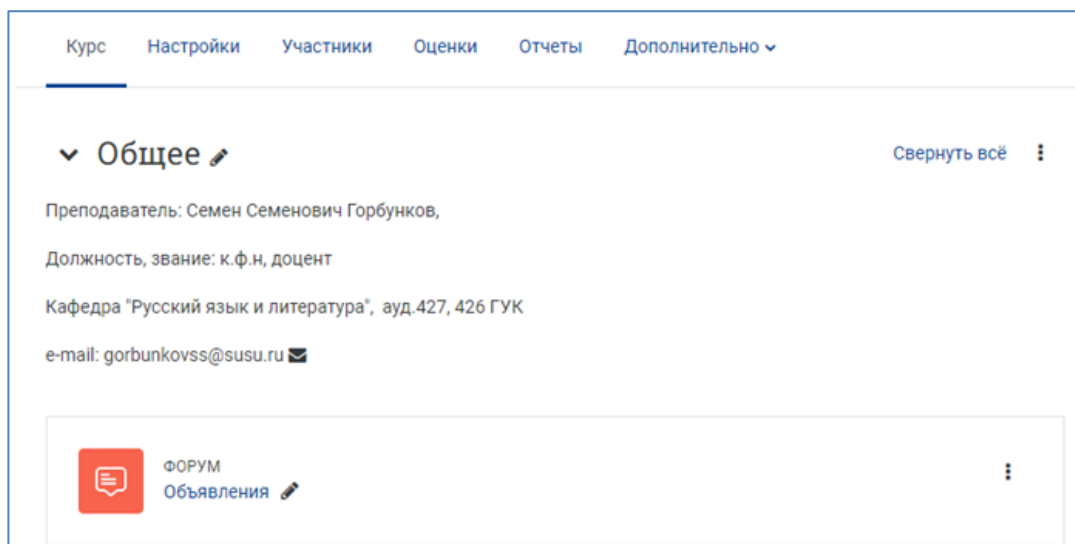 Курс Настройки Участники Оценки Отчеты Дополнительно
Общее Свернуть всё
Преподаватель: Семен Семенович Горбунков,
Должность, звание: к.ф.н, доцент
Кафедра "Русский язык и литература", ауд.427, 426 ГУК
e-mail: gorbunkovss@susu.ru
ФОРУМ
Объявления